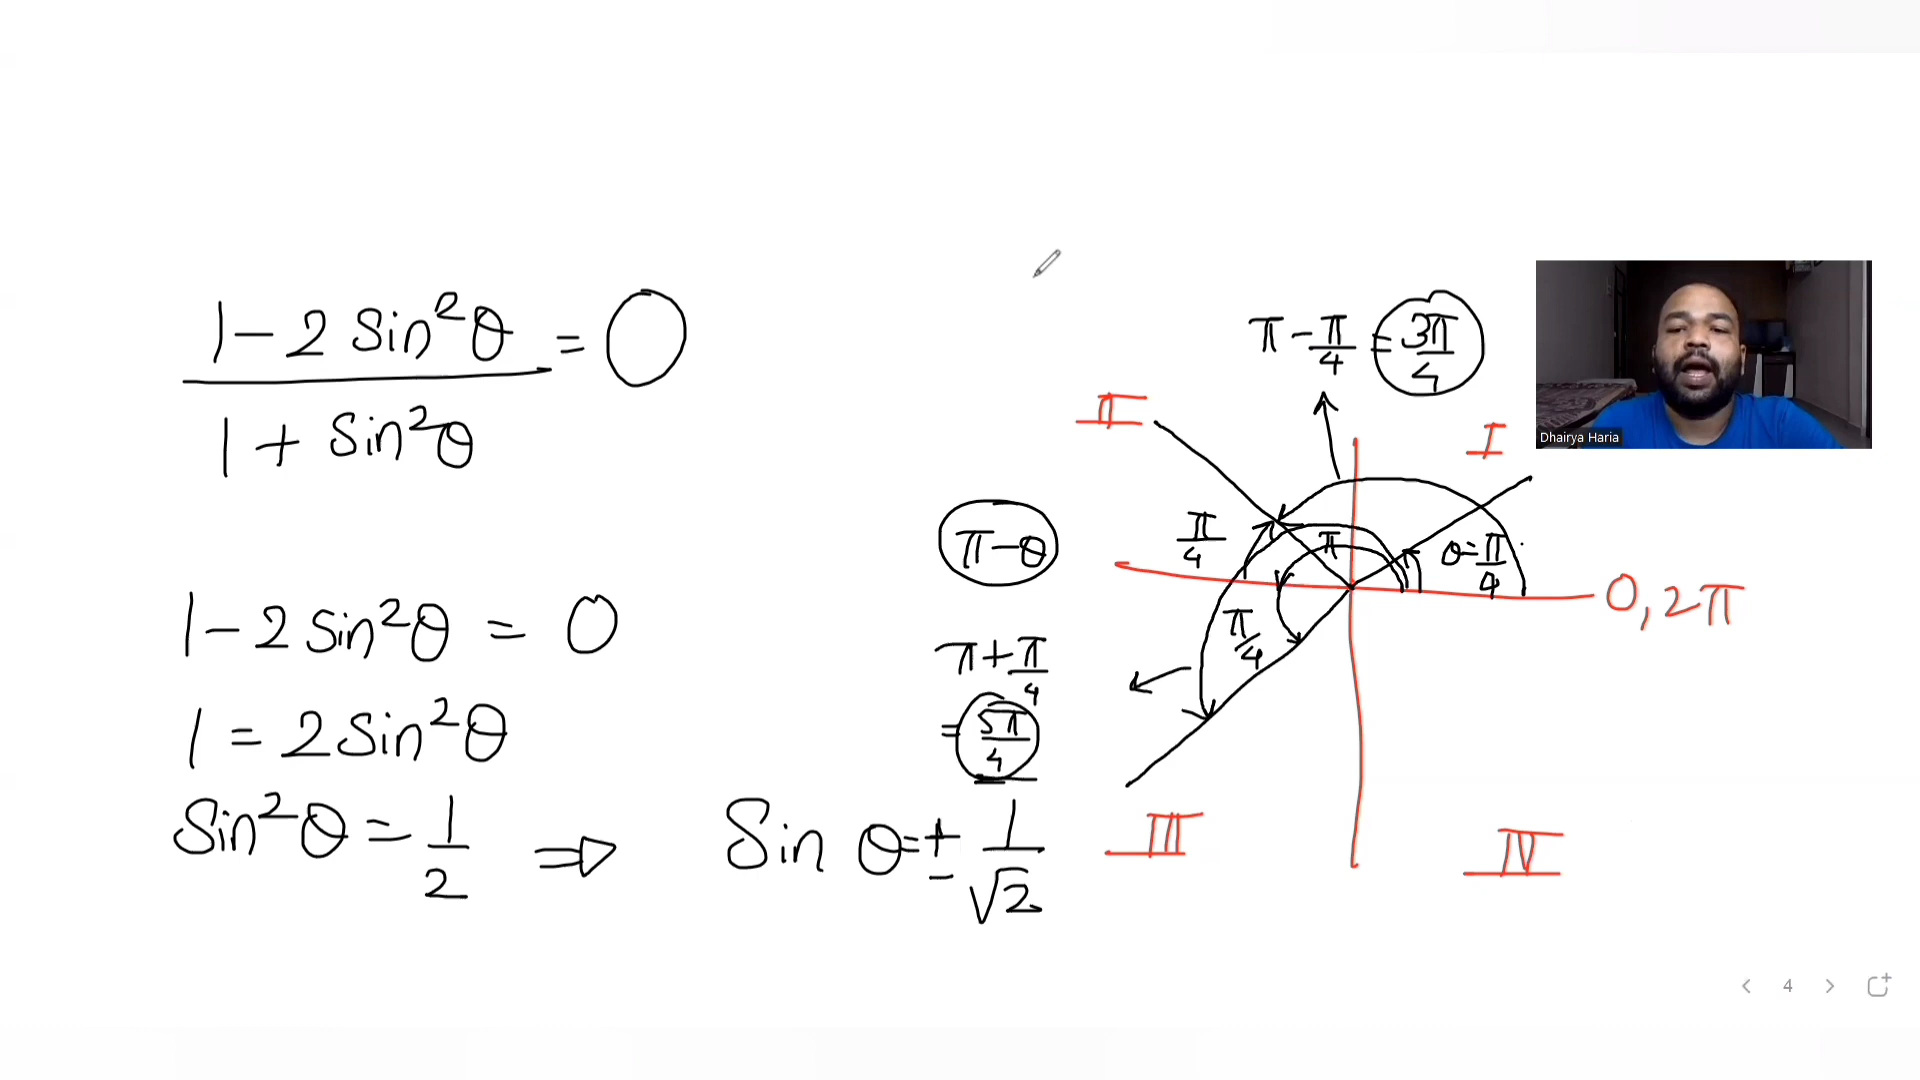 1 - 2 Sin²θ = 0
1 + Sin²θ
1 - 2 Sin²θ = 0
1 = 2 Sin²θ
Sin²θ = 1/2 ⇒ Sin θ = ± 1/√2
π - θ
π + π/4
= 5π/4
π - π/4 = 3π/4
II
I
π/4
π
θ = π/4
0, 2π
π/4
III
IV
Dhairya Haria
4